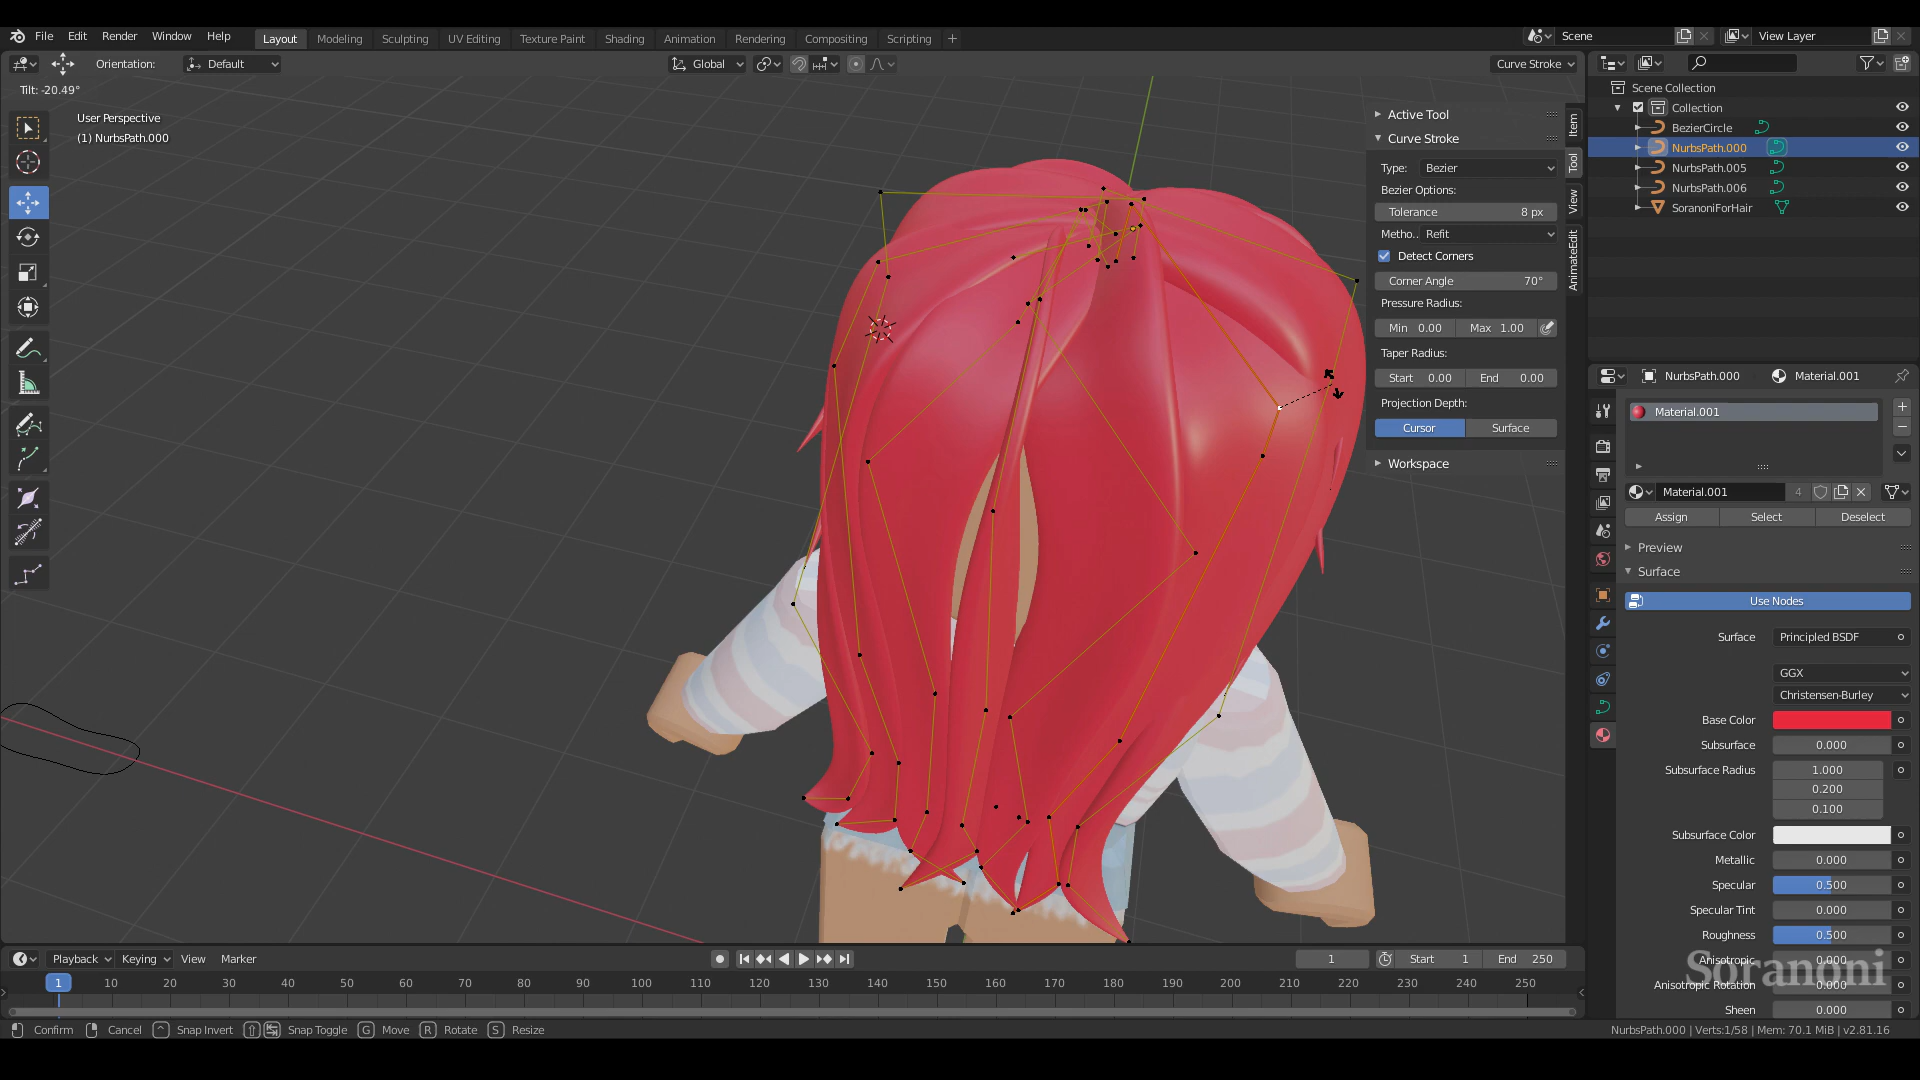 File Edit Render Window Help Layout Modeling Sculpting UV Editing Texture Paint Shading Animation Rendering Compositing Scripting + Scene View Layer
Orientation: Default Global Curve Stroke
Tilt: -20.49°
User Perspective
(1) NurbsPath.000
Active Tool
Curve Stroke
Type: Bezier
Bezier Options:
Tolerance 8 px
Metho.. Refit
Detect Corners
Corner Angle 70°
Pressure Radius:
Min 0.00 Max 1.00
Taper Radius:
Start 0.00 End 0.00
Projection Depth:
Cursor Surface
Workspace
Item
Tool
View
AnimateEdit
Scene Collection
Collection
BezierCircle
NurbsPath.000
NurbsPath.005
NurbsPath.006
SoranoniForHair
NurbsPath.000 Material.001
Material.001
Material.001 4
Assign Select Deselect
Preview
Surface
Use Nodes
Surface Principled BSDF
GGX
Christensen-Burley
Base Color
Subsurface 0.000
Subsurface Radius 1.000
0.200
0.100
Subsurface Color
Metallic 0.000
Specular 0.500
Specular Tint 0.000
Roughness 0.500
Anisotropic 0.000
Anisotropic Rotation 0.000
Sheen 0.000
Soranoni
Playback Keying View Marker 1 Start 1 End 250
1 10 20 30 40 50 60 70 80 90 100 110 120 130 140 150 160 170 180 190 200 210 220 230 240 250
Confirm Cancel Snap Invert Snap Toggle G Move R Rotate S Resize
NurbsPath.000 | Verts:1/58 | Mem: 70.1 MiB | v2.81.16